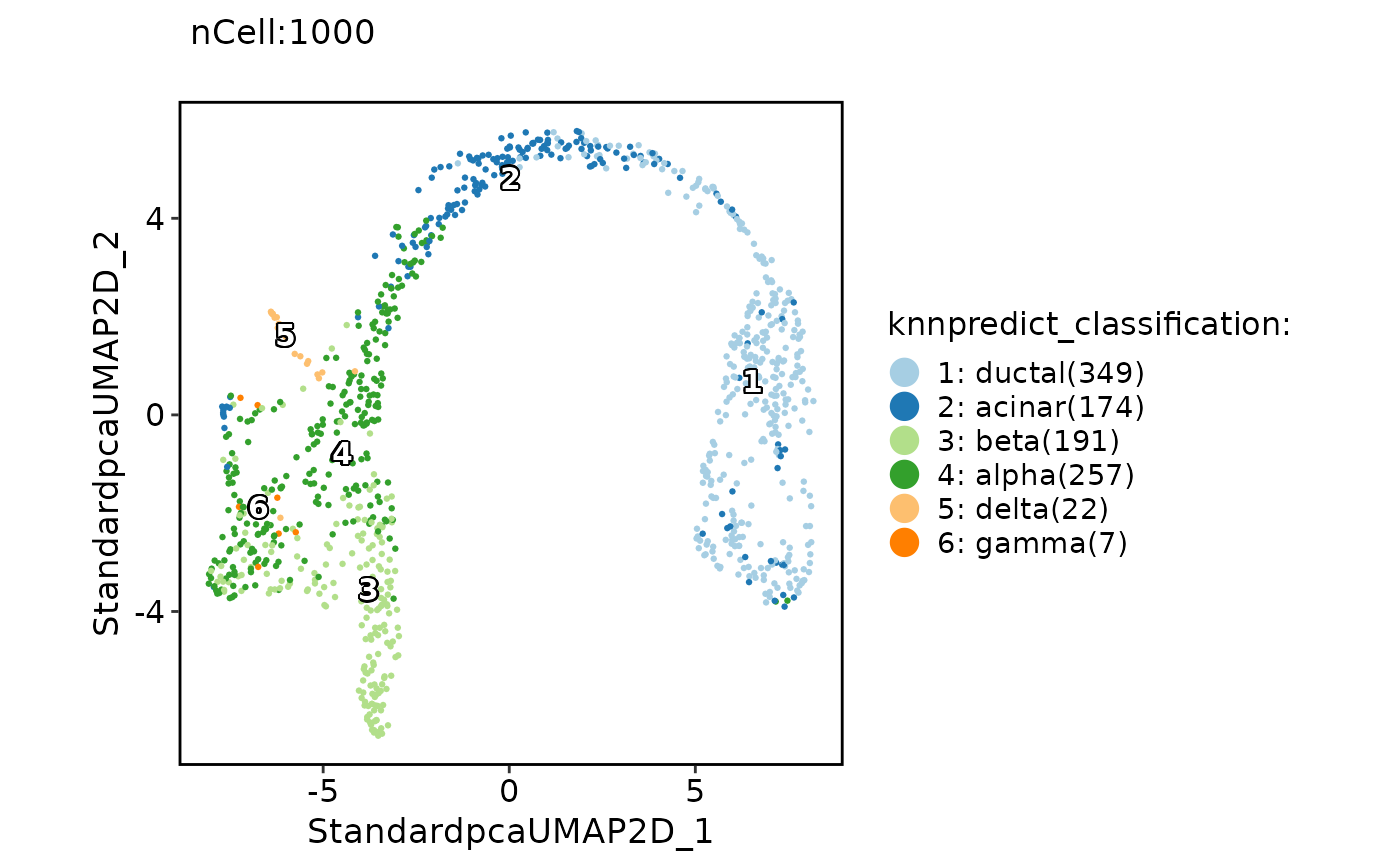 nCell:1000
StandardpcaUMAP2D_2
4
0
-4
2
5
1
4
6
3
-5
0
5
StandardpcaUMAP2D_1
knnpredict_classification:
1: ductal(349)
2: acinar(174)
3: beta(191)
4: alpha(257)
5: delta(22)
6: gamma(7)